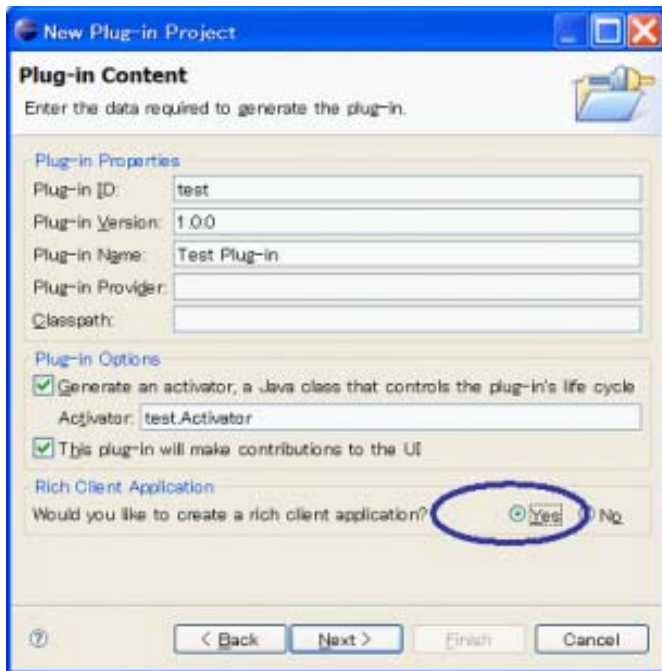 New Plug-in Project
Plug-in Content
Enter the data required to generate the plug-in.
Plug-in Properties
Plug-in ID: test
Plug-in Version: 1.0.0
Plug-in Name: Test Plug-in
Plug-in Provider:
Classpath:
Plug-in Options
Generate an activator, a Java class that controls the plug-in's life cycle
Activator: test.Activator
This plug-in will make contributions to the UI
Rich Client Application
Would you like to create a rich client application? Yes No
? < Back Next > Finish Cancel